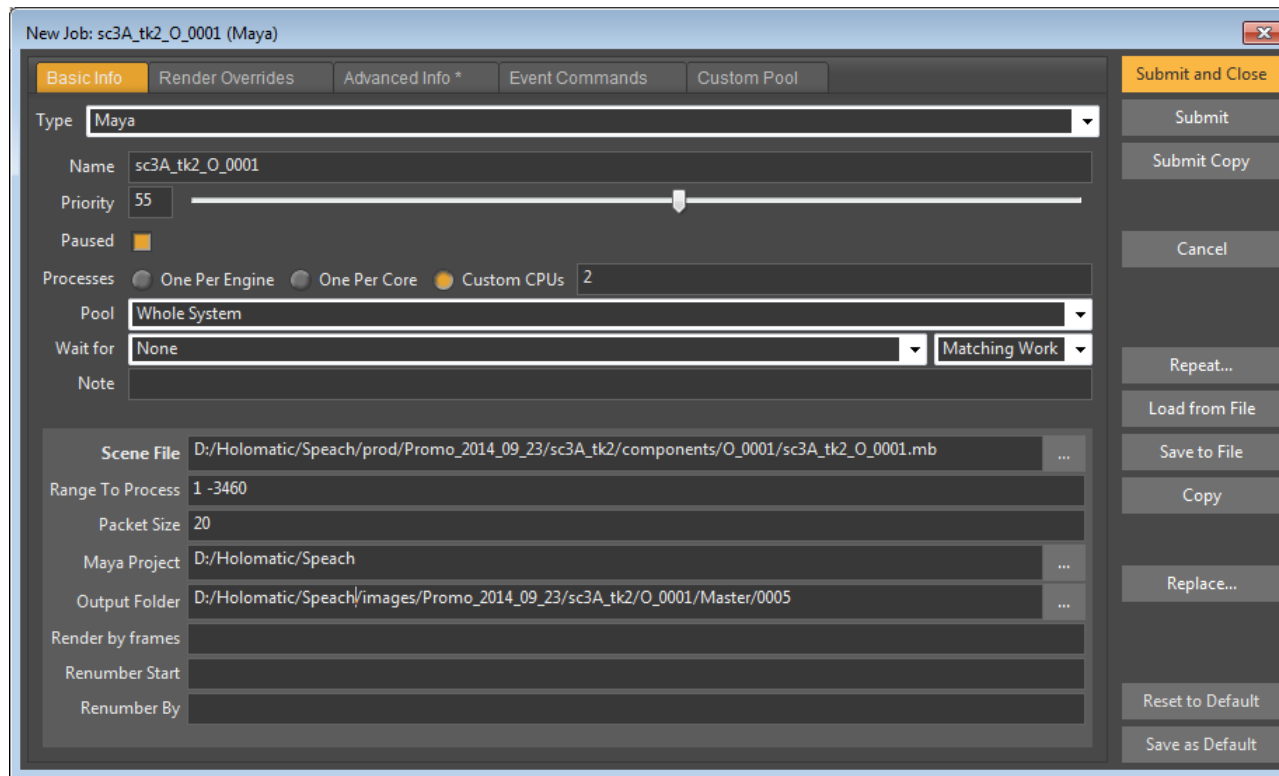 New Job: sc3A_tk2_O_0001 (Maya)
Basic Info Render Overrides Advanced Info * Event Commands Custom Pool
Submit and Close
Type Maya
Submit
Name sc3A_tk2_O_0001
Submit Copy
Priority 55
Paused
Cancel
Processes One Per Engine One Per Core Custom CPUs 2
Pool Whole System
Wait for None Matching Work
Repeat...
Note
Load from File
Scene File D:/Holomatic/Speach/prod/Promo_2014_09_23/sc3A_tk2/components/O_0001/sc3A_tk2_O_0001.mb ...
Save to File
Range To Process 1 -3460
Copy
Packet Size 20
Maya Project D:/Holomatic/Speach ...
Replace...
Output Folder D:/Holomatic/Speach/images/Promo_2014_09_23/sc3A_tk2/O_0001/Master/0005 ...
Render by frames
Renumber Start
Reset to Default
Renumber By
Save as Default